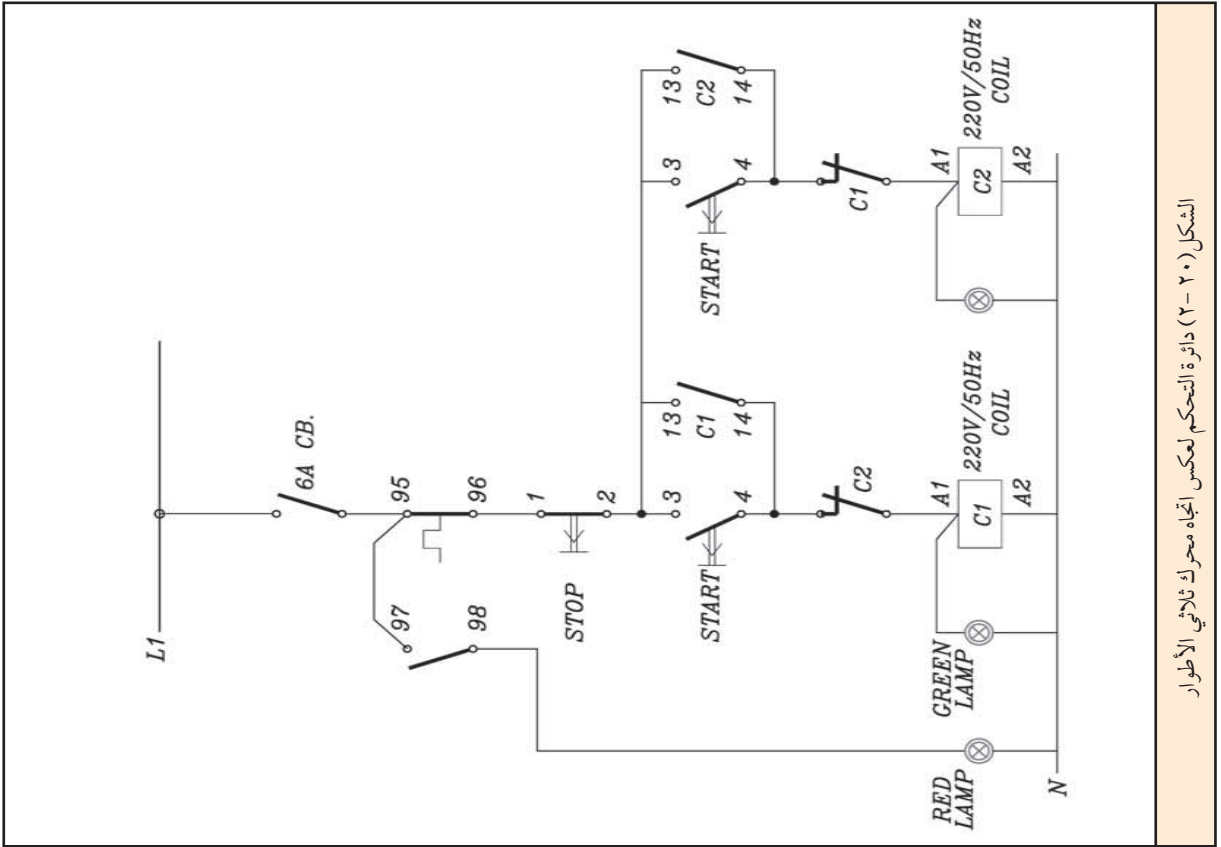 L1
6A CB.
95
96
97
98
1
2
STOP
3
4
START
13
C1
14
C2
A1
C1
A2
220V/50Hz
COIL
GREEN
LAMP
RED
LAMP
N
3
4
START
13
C2
14
C1
A1
C2
A2
220V/50Hz
COIL
الشكل (٢٠ -٢) دائرة التحكم لعكس اتجاه محرك ثلاثي الأطوار